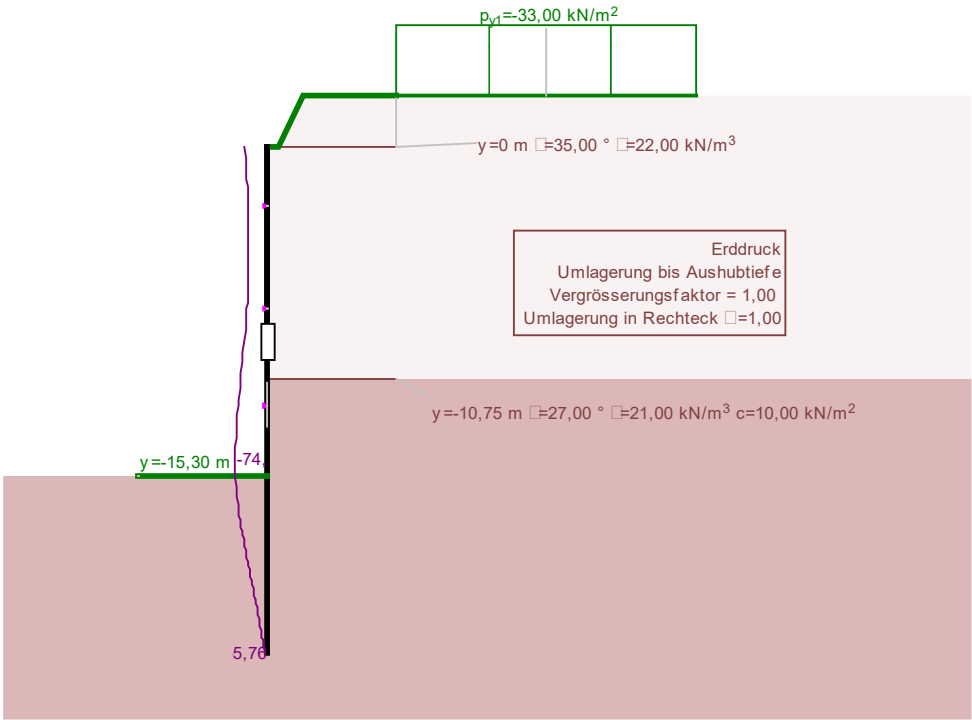 py1=-33,00 kN/m²
y=0 m □=35,00 ° □=22,00 kN/m³
Erddruck
Umlagerung bis Aushubtiefe
Vergrösserungsfaktor = 1,00
Umlagerung in Rechteck □=1,00
y=-10,75 m □=27,00 ° □=21,00 kN/m³ c=10,00 kN/m²
y=-15,30 m
-74,
5,76